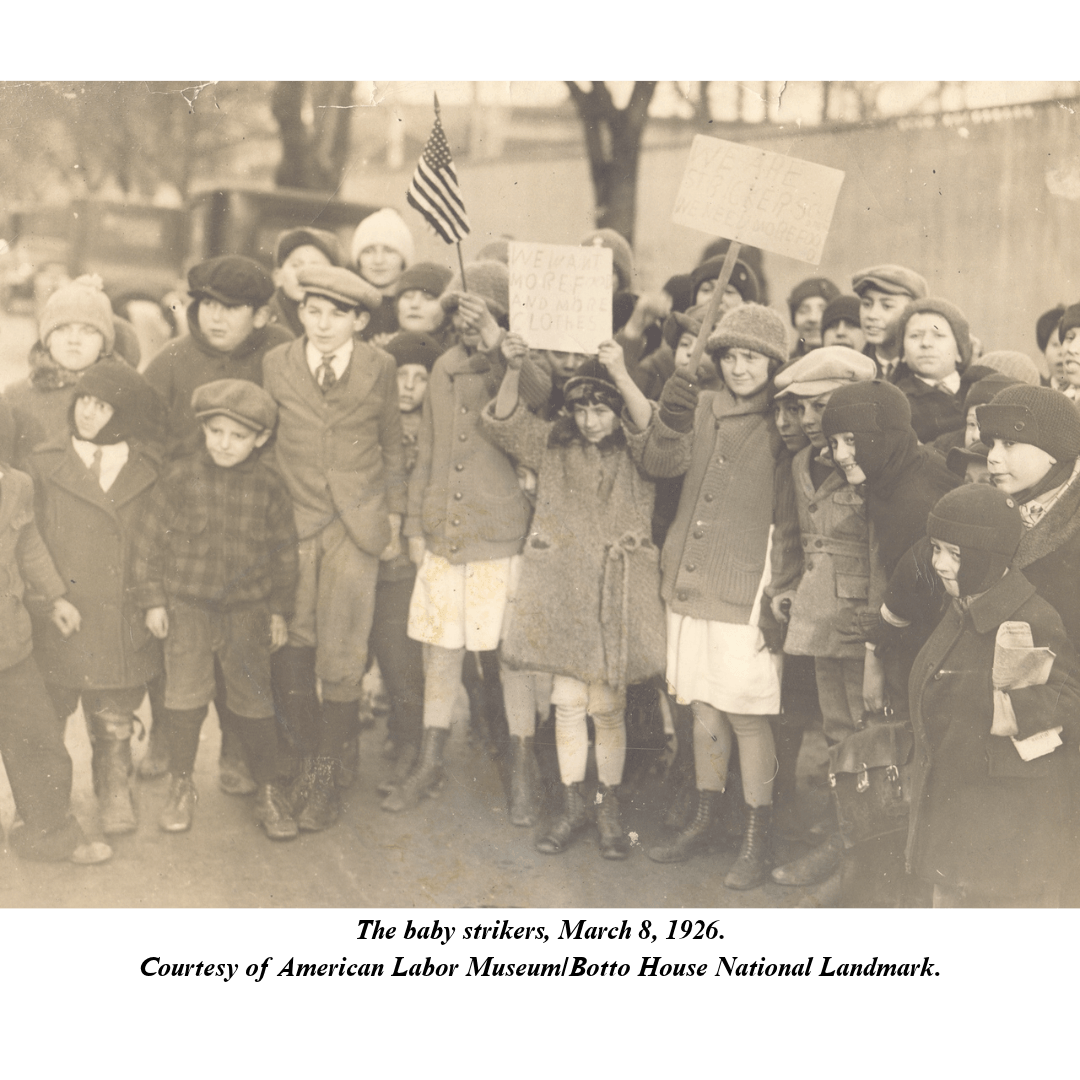 WE THE
WE WANT
MORE
AND MORE
CLOTHES
The baby strikers, March 8, 1926.
Courtesy of American Labor Museum/Botto House National Landmark.